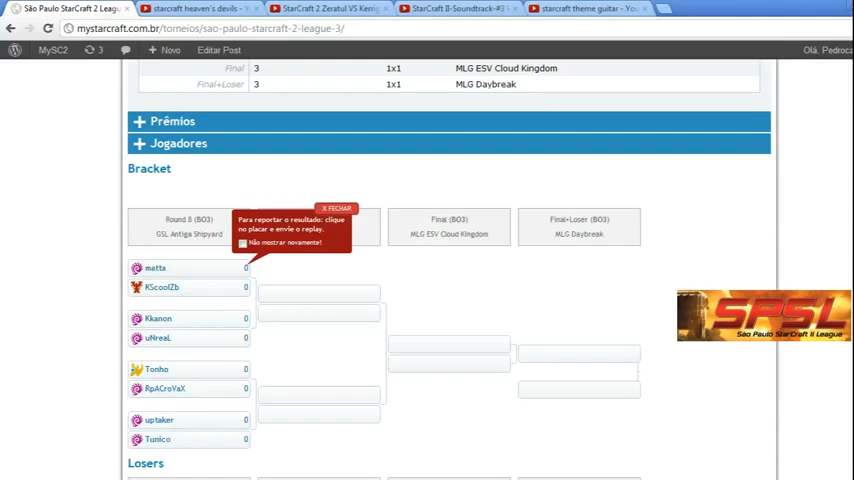 São Paulo StarCraft 2 Leagu
starcraft heaven's devils - Y
StarCraft 2 Zeratul VS Kerrig
StarCraft II-Soundtrack-#3
starcraft theme guitar - You
mystarcraft.com.br/torneios/sao-paulo-starcraft-2-league-3/
MySC2
3
Novo
Editar Post
Olá, Pedroca
Final 3 1x1 MLG ESV Cloud Kingdom
Final+Loser 3 1x1 MLG Daybreak
Prêmios
Jogadores
Bracket
X FECHAR
Para reportar o resultado: clique
no placar e envie o replay.
Não mostrar novamente!
Round 8 (BO3)
GSL Antiga Shipyard
Final (BO3)
MLG ESV Cloud Kingdom
Final+Loser (BO3)
MLG Daybreak
matta 0
KScoolZb 0
Kkanon 0
uNreaL 0
Tonho 0
RpACroVaX 0
uptaker 0
Tunico 0
SPSL
São Paulo StarCraft II League
Losers